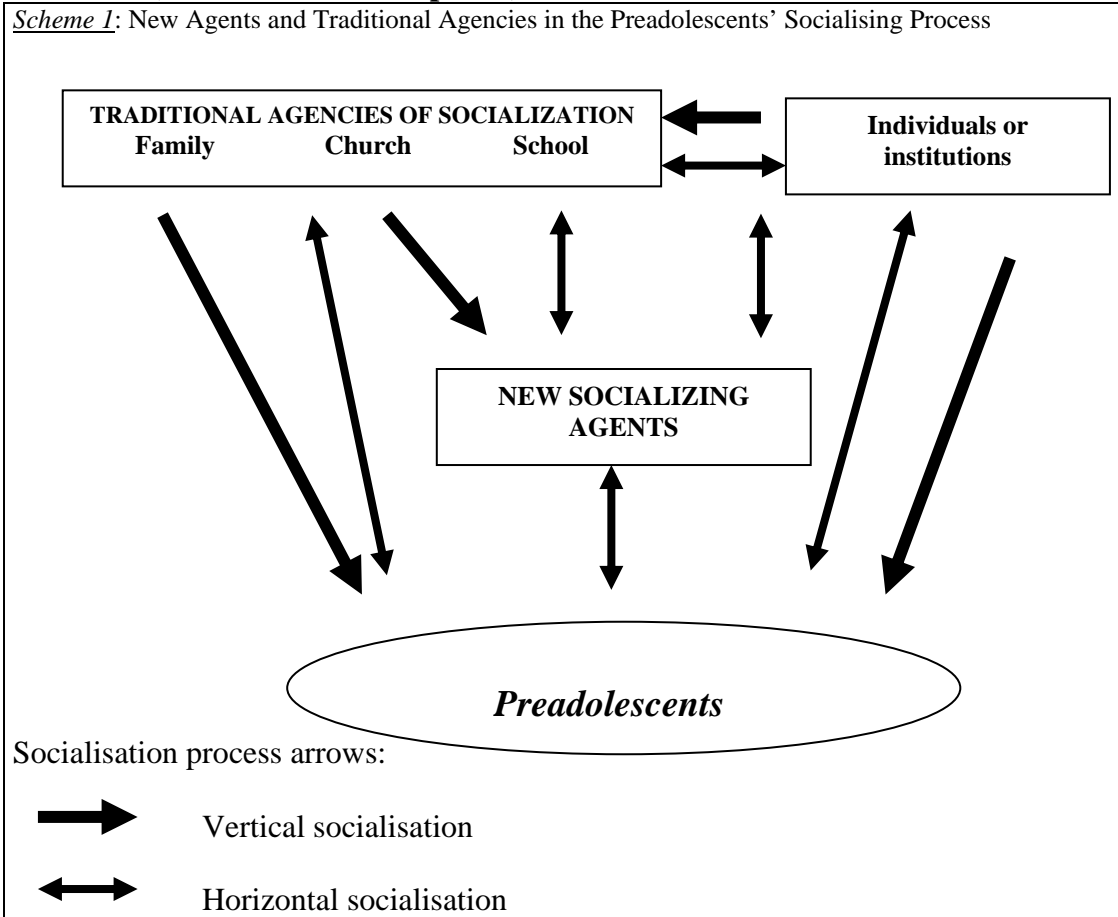 Scheme 1: New Agents and Traditional Agencies in the Preadolescents' Socialising Process
TRADITIONAL AGENCIES OF SOCIALIZATION
Family Church School
Individuals or
institutions
NEW SOCIALIZING
AGENTS
Preadolescents
Socialisation process arrows:
Vertical socialisation
Horizontal socialisation